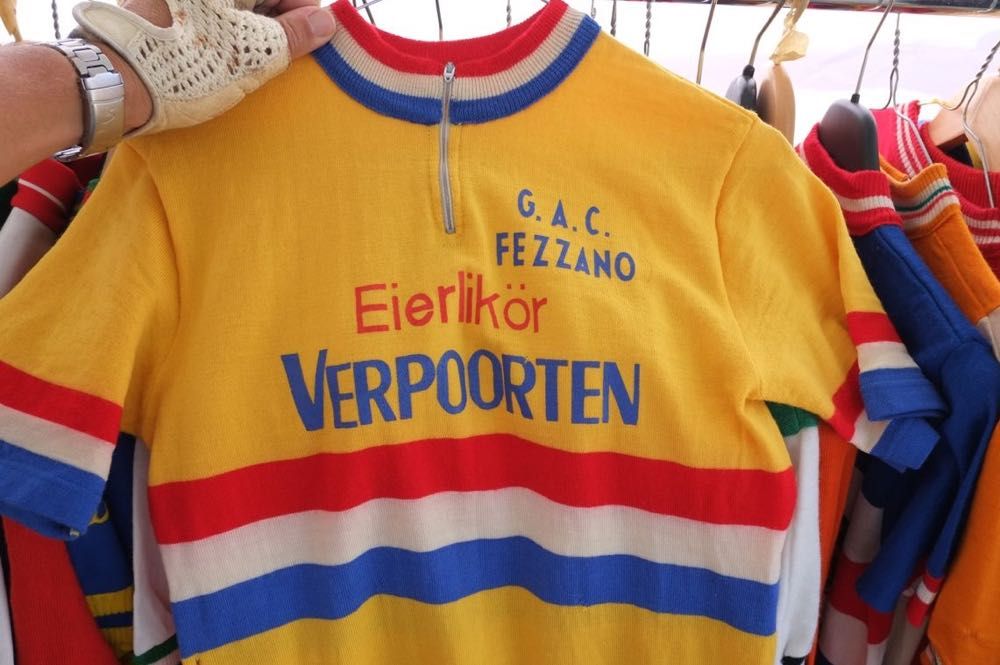 G. A. C.
FEZZANO
Eierlikör
VERPOORTEN